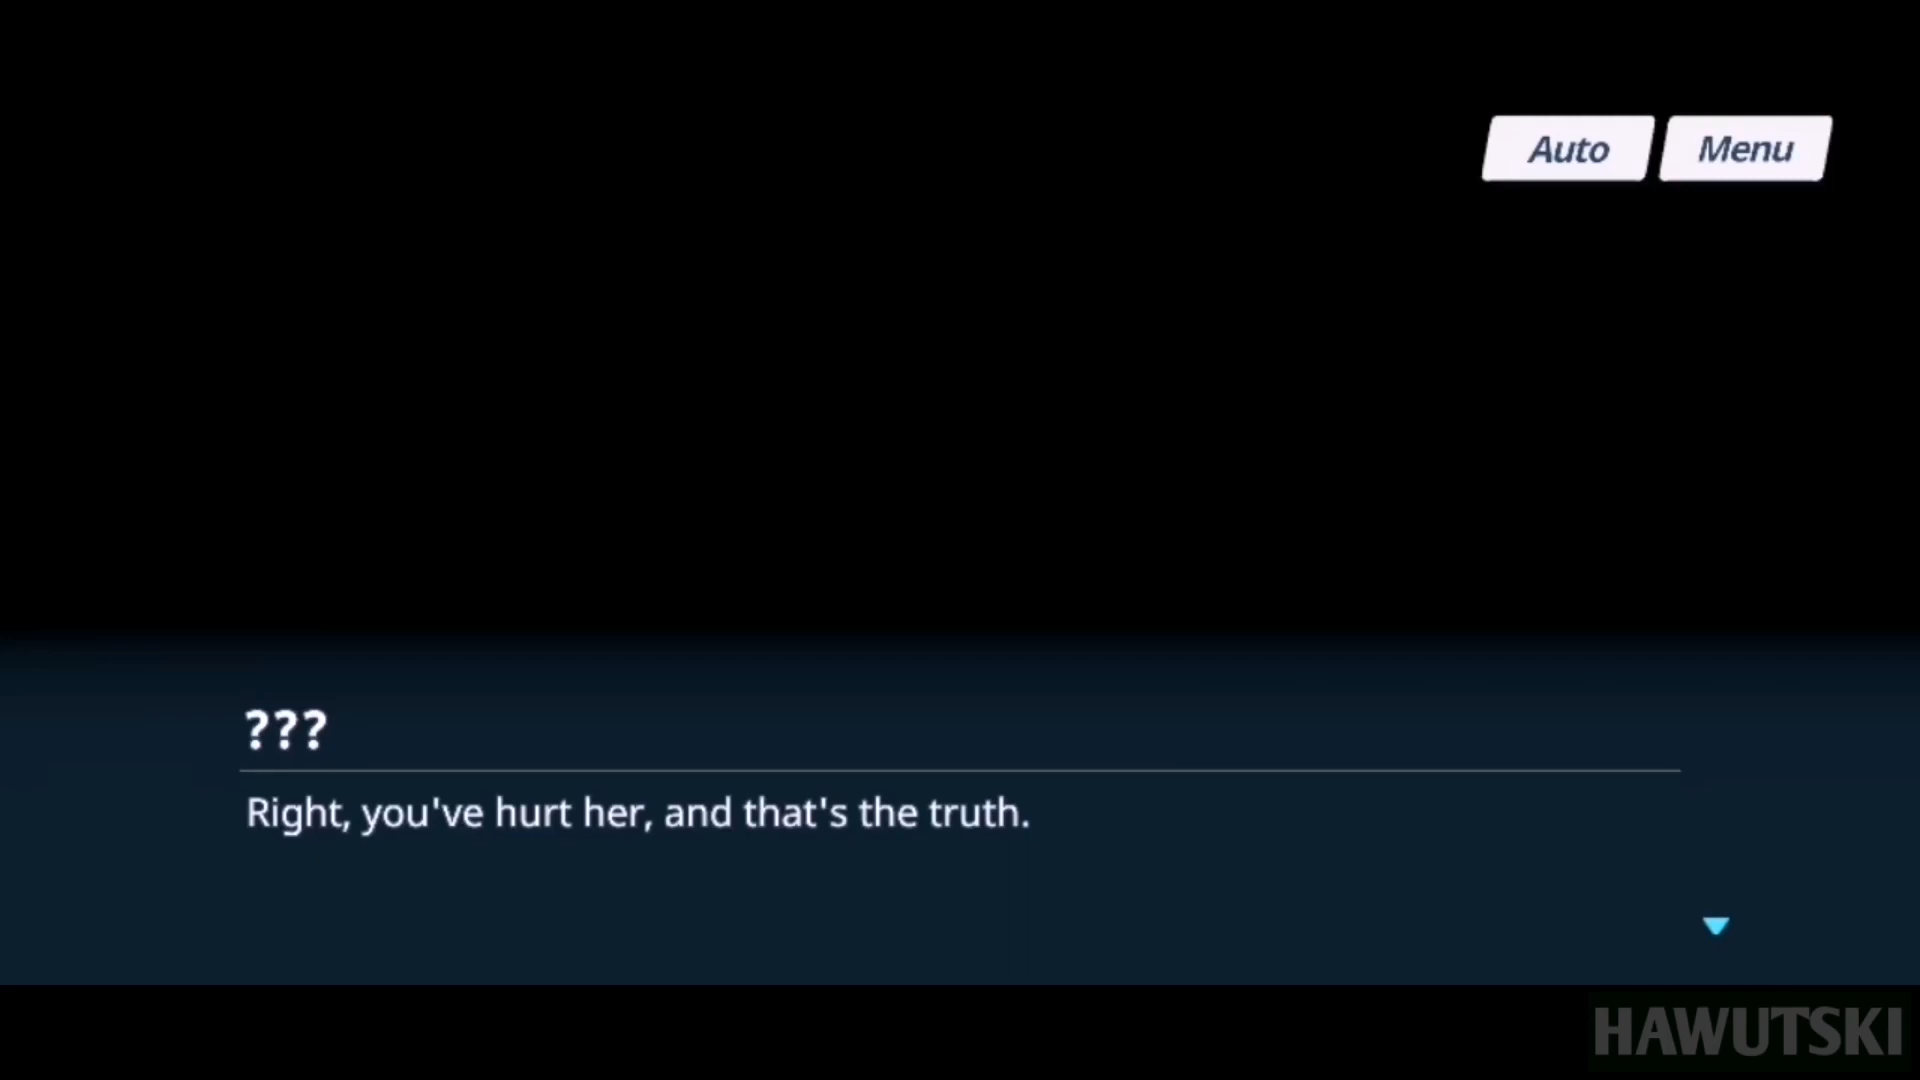 Auto Menu
???
Right, you've hurt her, and that's the truth.
HAWUTSKI